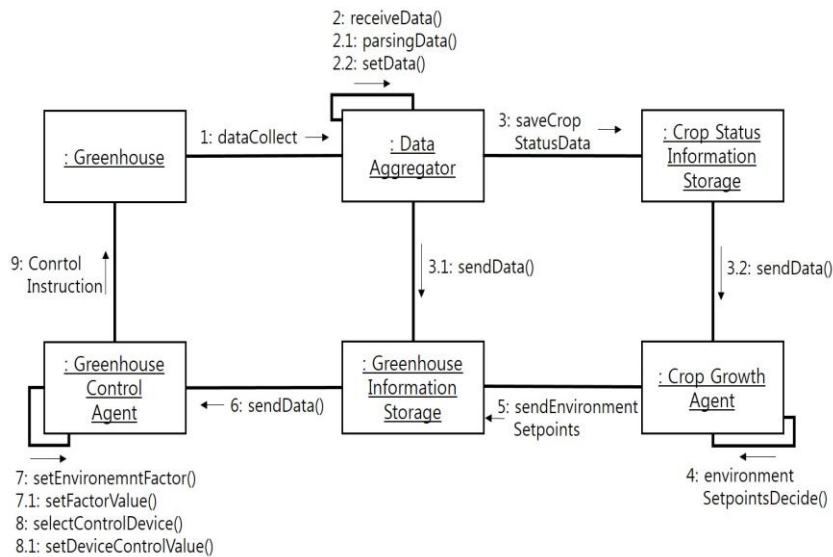 2: receiveData()
2.1: parsingData()
2.2: setData()
: Greenhouse
1: dataCollect
: Data
Aggregator
3: saveCrop
StatusData
: Crop Status
Information
Storage
9: Conrtol
Instruction
3.1: sendData()
3.2: sendData()
: Greenhouse
Control
Agent
6: sendData()
: Greenhouse
Information
Storage
5: sendEnvironment
Setpoints
: Crop Growth
Agent
7: setEnvironemntFactor()
7.1: setFactorValue()
8: selectControlDevice()
8.1: setDeviceControlValue()
4: environment
SetpointsDecide()